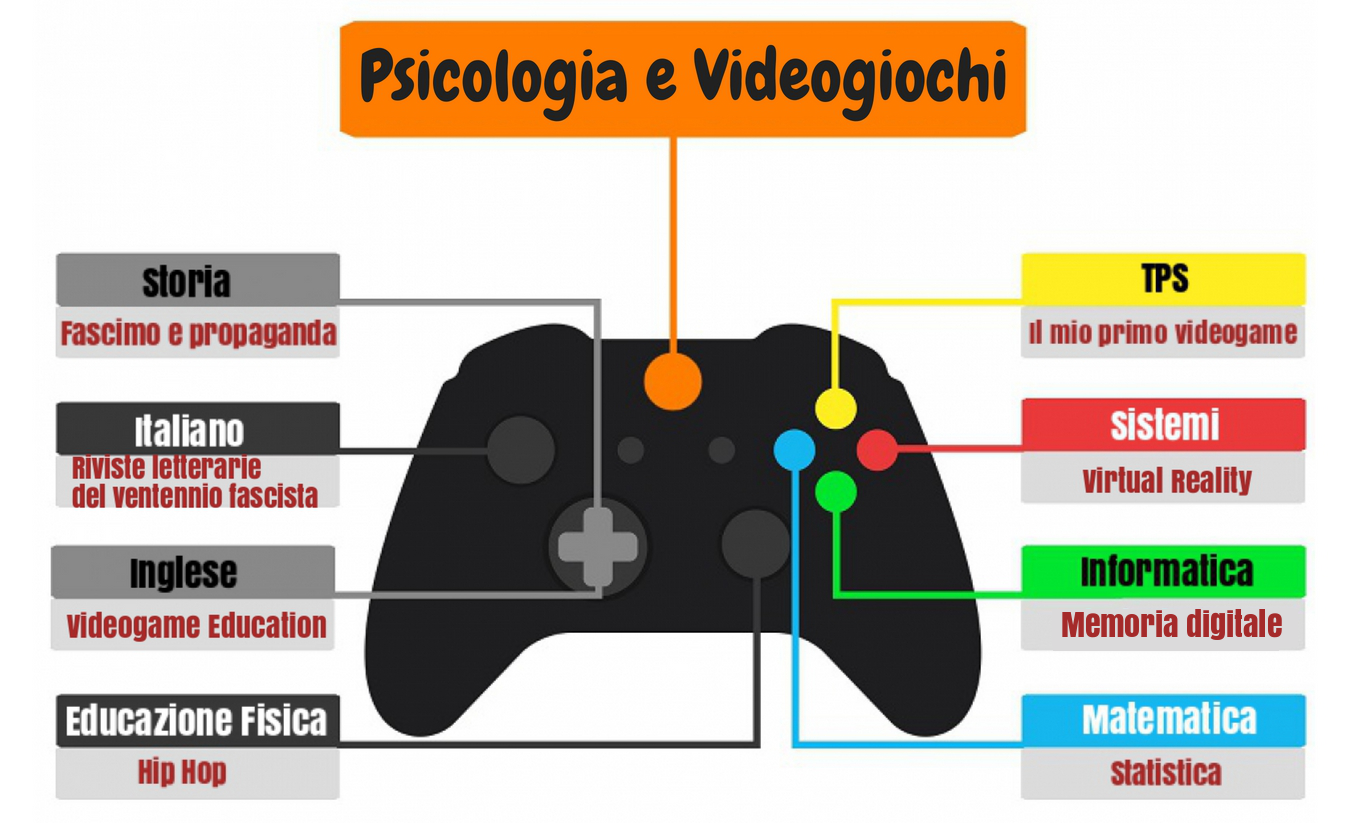 Psicologia e Videogiochi
Storia
Fascimo e propaganda
Italiano
Riviste letterarie
del ventennio fascista
Inglese
Videogame Education
Educazione Fisica
Hip Hop
TPS
Il mio primo videogame
Sistemi
Virtual Reality
Informatica
Memoria digitale
Matematica
Statistica